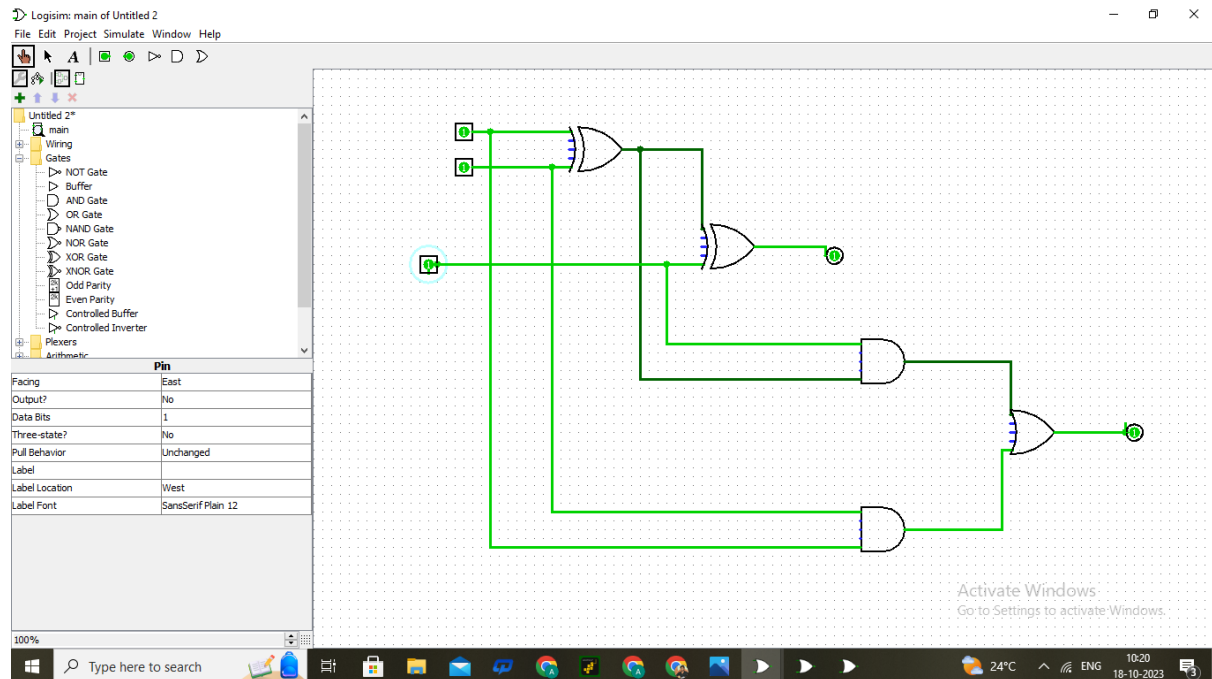 Logisim: main of Untitled 2
File Edit Project Simulate Window Help
A
Untitled 2*
main
Wiring
Gates
NOT Gate
Buffer
AND Gate
OR Gate
NAND Gate
NOR Gate
XOR Gate
XNOR Gate
Odd Parity
Even Parity
Controlled Buffer
Controlled Inverter
Plexers
Arithmetic
Pin
Facing East
Output? No
Data Bits 1
Three-state? No
Pull Behavior Unchanged
Label
Label Location West
Label Font SansSerif Plain 12
1
1
1
1
1
Activate Windows
Go to Settings to activate Windows.
100%
Type here to search
24°C
ENG
10:20
18-10-2023
3